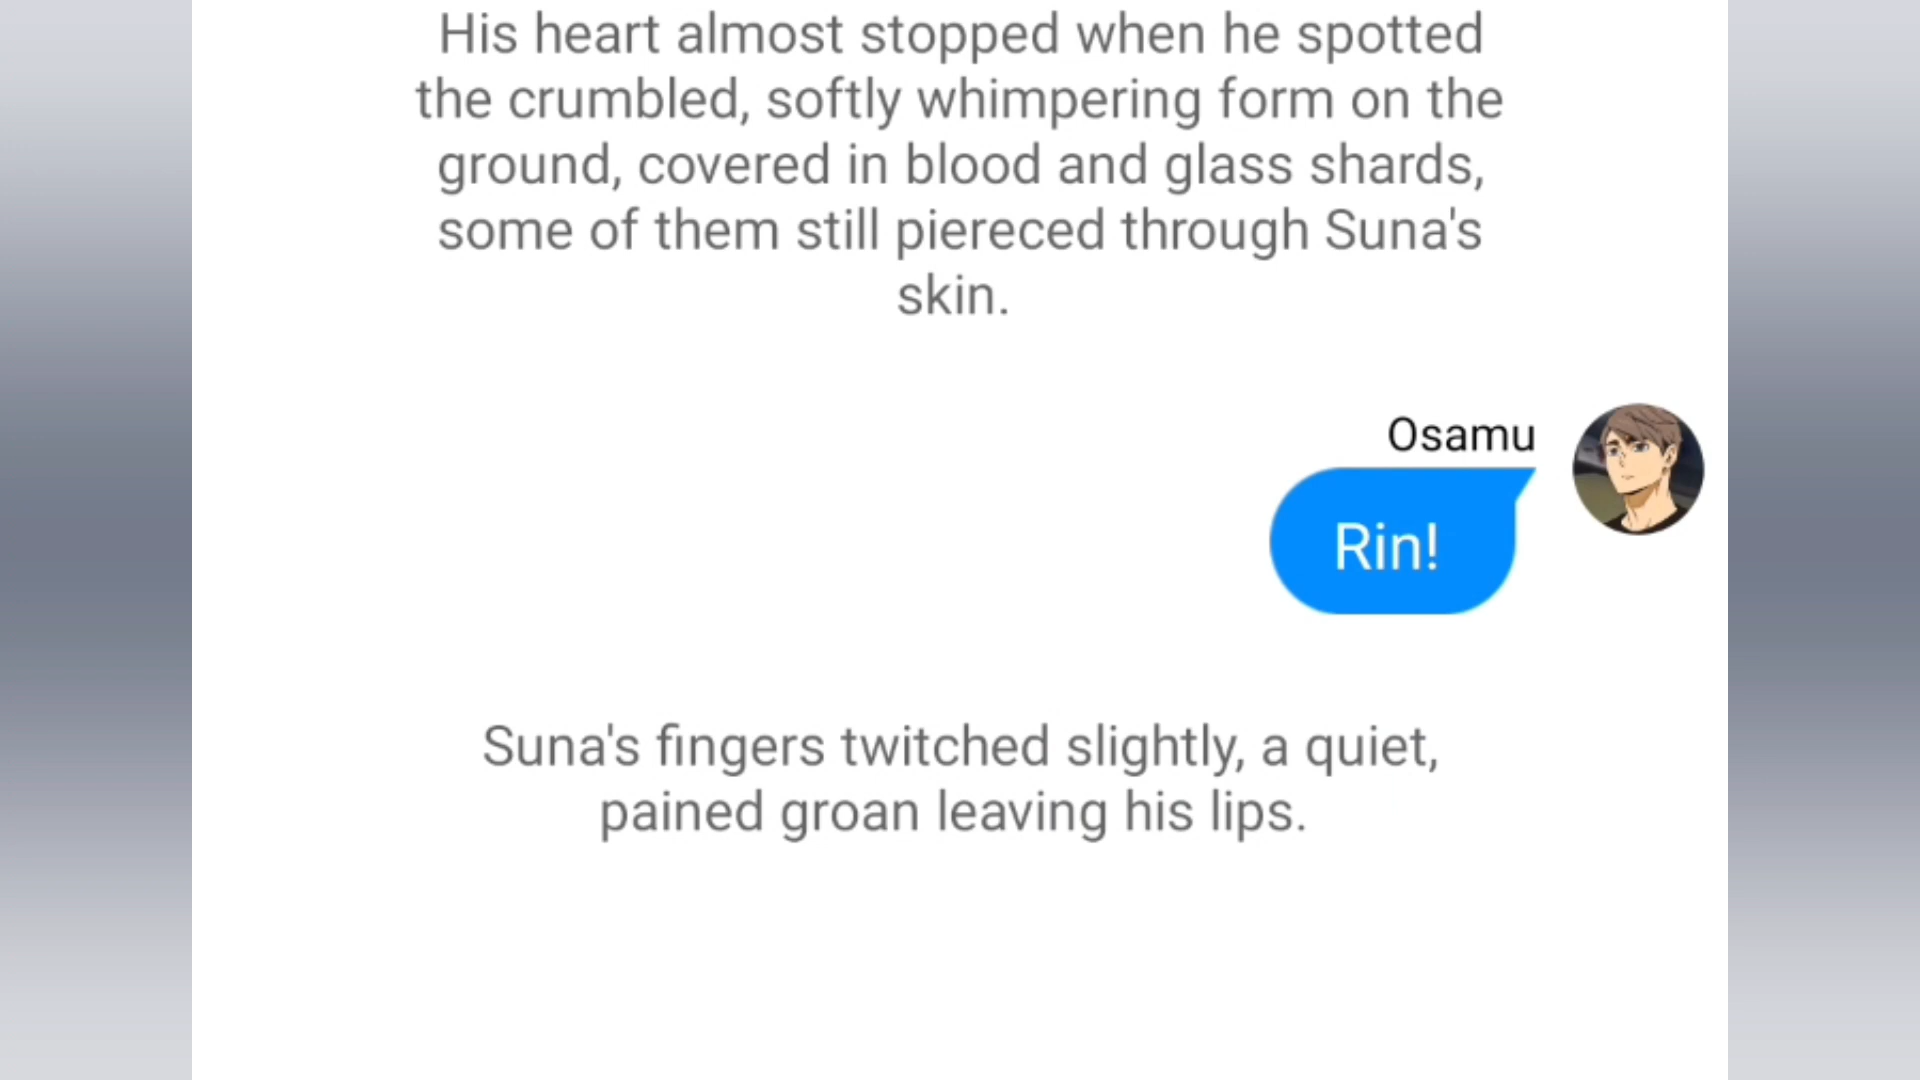 His heart almost stopped when he spotted
the crumbled, softly whimpering form on the
ground, covered in blood and glass shards,
some of them still piereced through Suna's
skin.
Osamu
Rin!
Suna's fingers twitched slightly, a quiet,
pained groan leaving his lips.